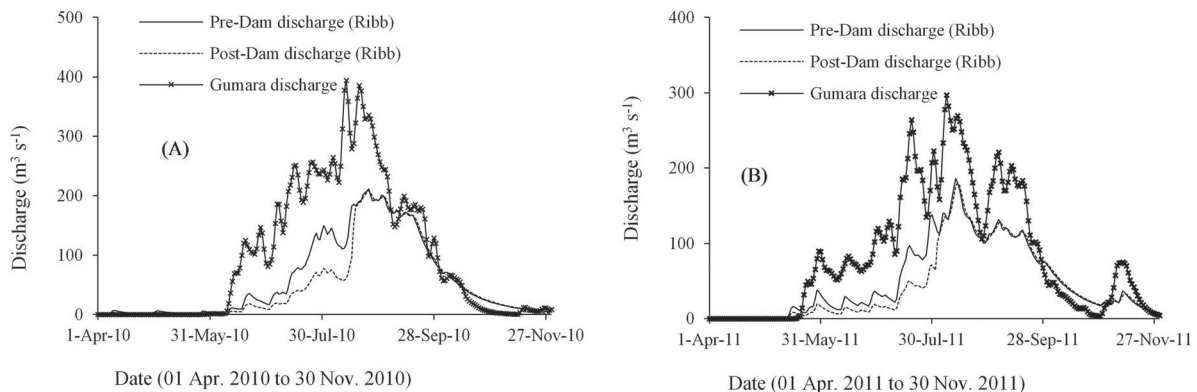 500
400
300
200
100
0
Discharge (m³ s⁻¹)
Pre-Dam discharge (Ribb)
Post-Dam discharge (Ribb)
Gumara discharge
(A)
1-Apr-10 31-May-10 30-Jul-10 28-Sep-10 27-Nov-10
Date (01 Apr. 2010 to 30 Nov. 2010)
400
300
200
100
0
Discharge (m³ s⁻¹)
Pre-Dam discharge (Ribb)
Post-Dam discharge (Ribb)
Gumara discharge
(B)
1-Apr-11 31-May-11 30-Jul-11 28-Sep-11 27-Nov-11
Date (01 Apr. 2011 to 30 Nov. 2011)